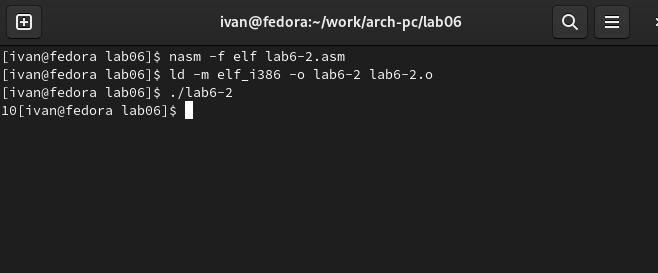 ivan@fedora:~/work/arch-pc/lab06
[ivan@fedora lab06]$ nasm -f elf lab6-2.asm
[ivan@fedora lab06]$ ld -m elf_i386 -o lab6-2 lab6-2.o
[ivan@fedora lab06]$ ./lab6-2
10[ivan@fedora lab06]$